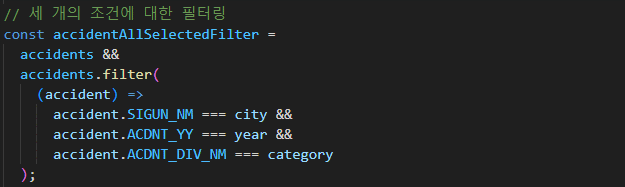 // 세 개의 조건에 대한 필터링
const accidentAllSelectedFilter =
  accidents &&
  accidents.filter(
    (accident) =>
      accident.SIGUN_NM === city &&
      accident.ACDNT_YY === year &&
      accident.ACDNT_DIV_NM === category
  );